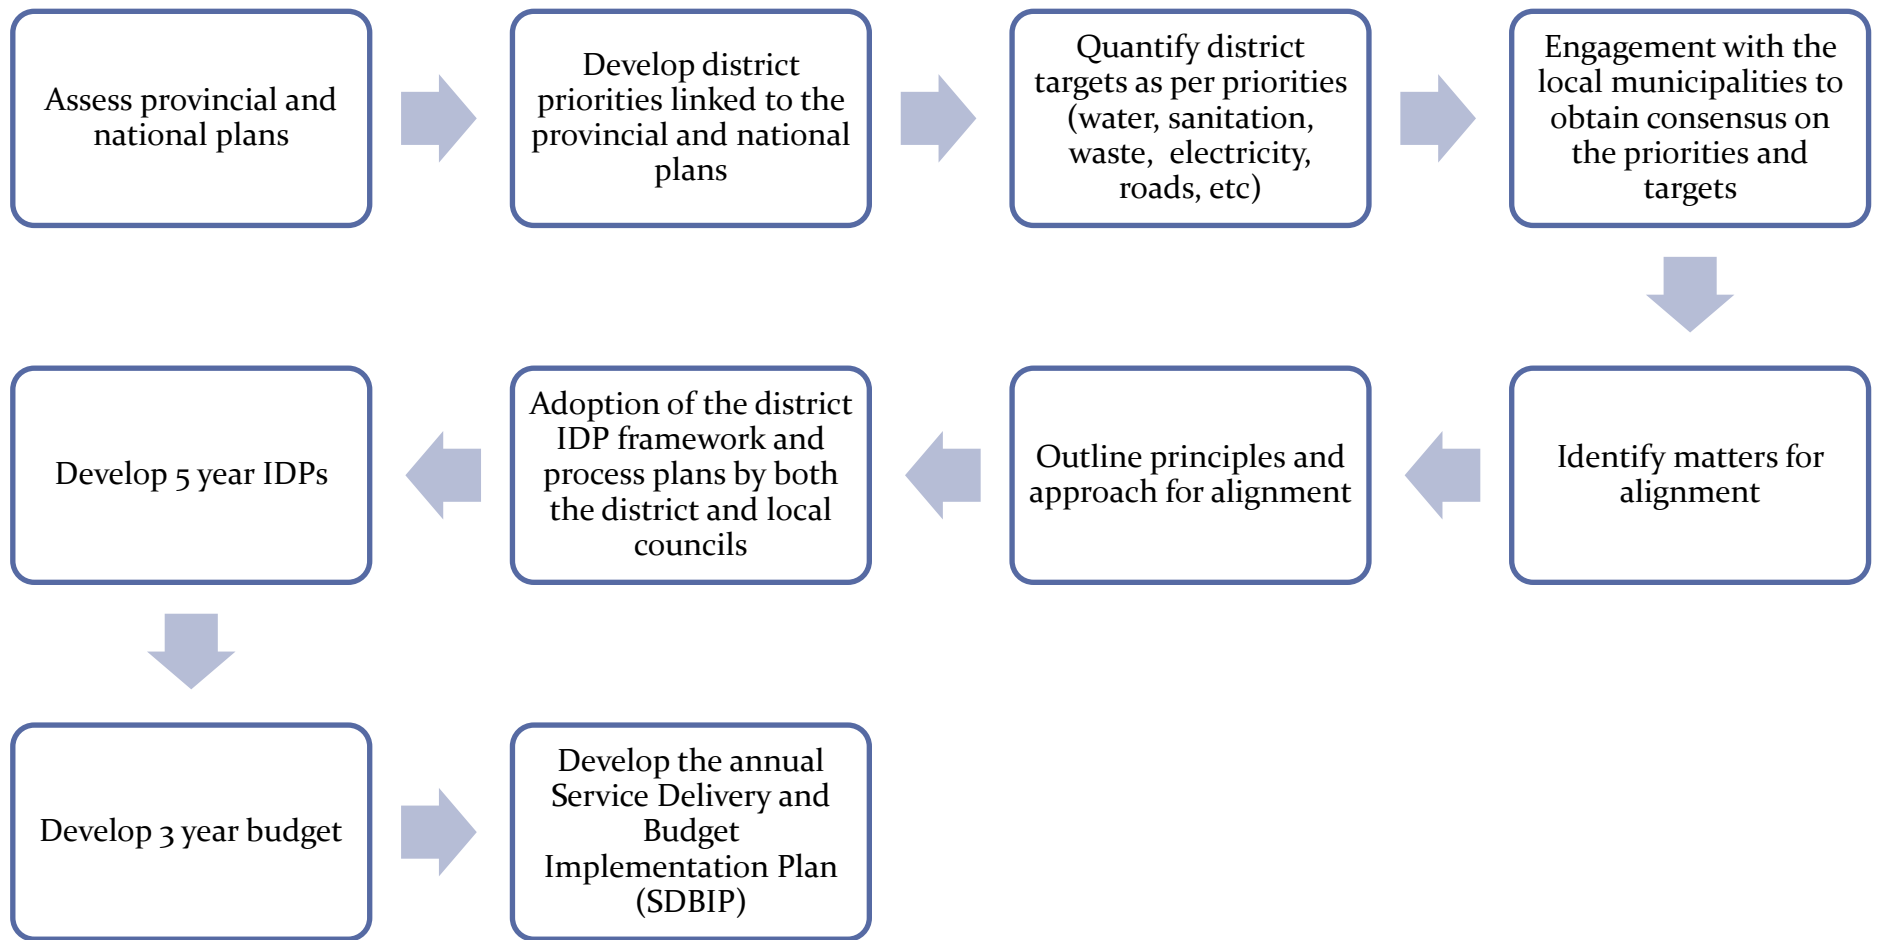 Assess provincial and
national plans
Develop district
priorities linked to the
provincial and national
plans
Quantify district
targets as per priorities
(water, sanitation,
waste, electricity,
roads, etc)
Engagement with the
local municipalities to
obtain consensus on
the priorities and
targets
Identify matters for
alignment
Outline principles and
approach for alignment
Adoption of the district
IDP framework and
process plans by both
the district and local
councils
Develop 5 year IDPs
Develop 3 year budget
Develop the annual
Service Delivery and
Budget
Implementation Plan
(SDBIP)